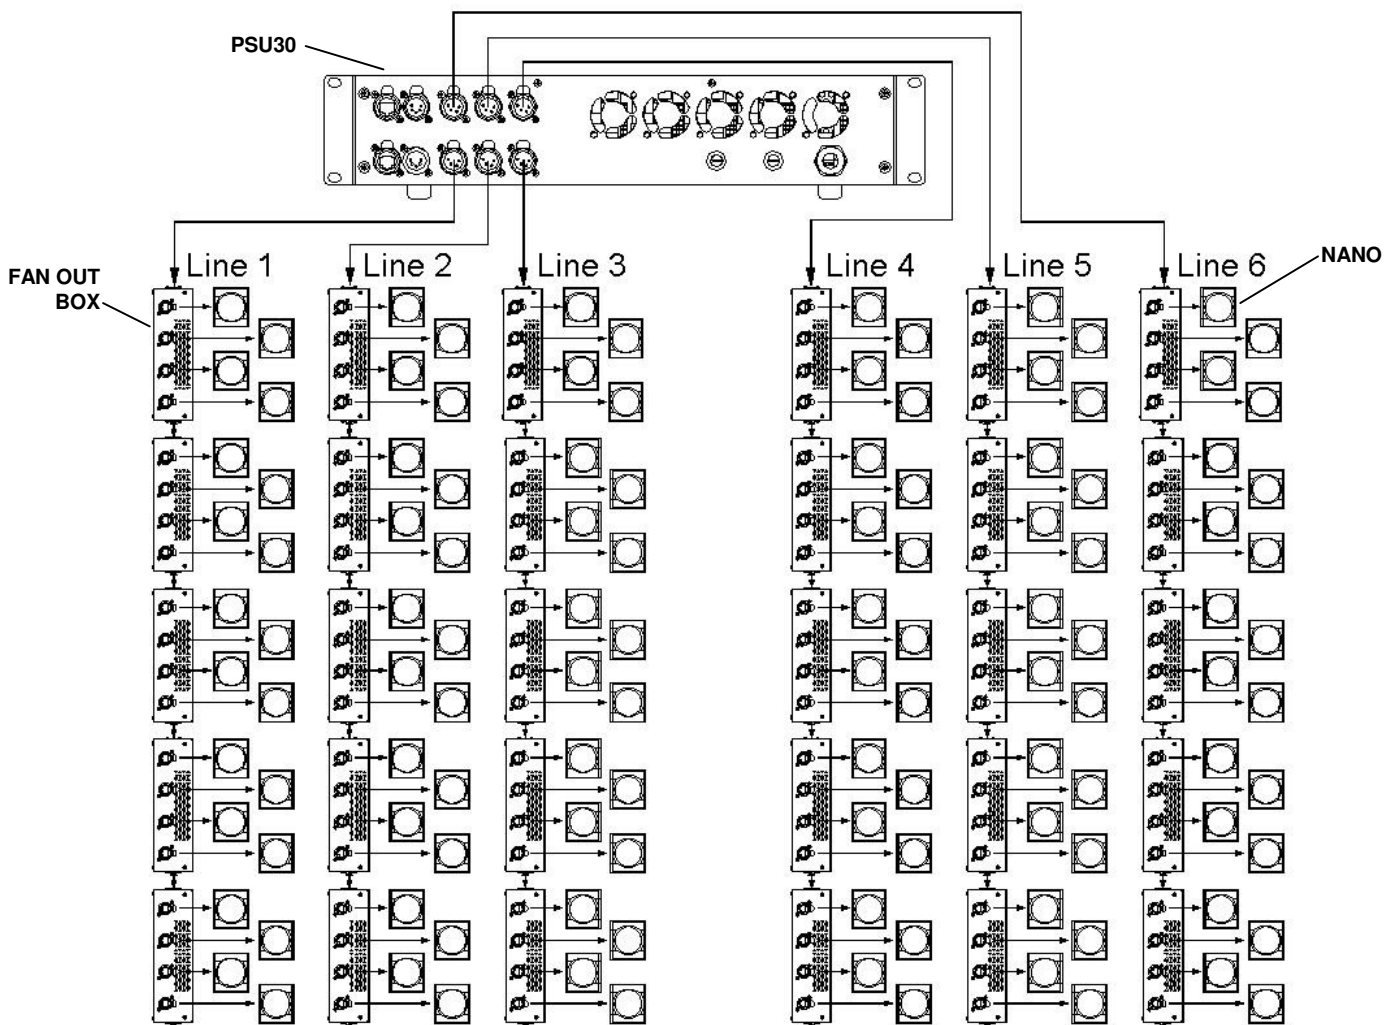 PSU30
Line 1
Line 2
Line 3
Line 4
Line 5
Line 6
FAN OUT
BOX
NANO